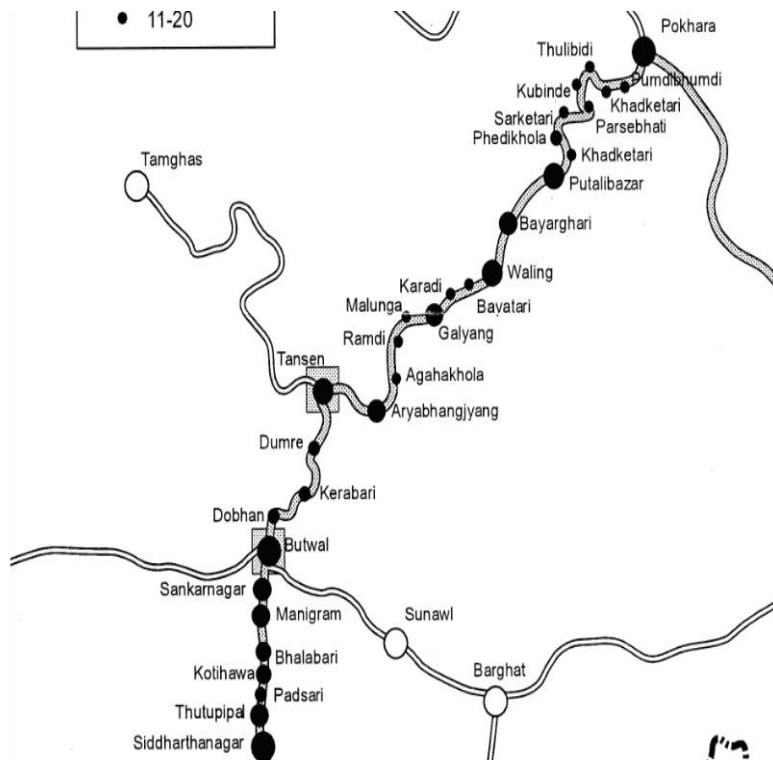 11-20
Pokhara
Thulibidi
Pumdibhumdi
Kubinde
Khadketari
Sarketari
Parsebhati
Phedikhola
Khadketari
Tamghas
Putalibazar
Bayarghari
Waling
Karadi
Bayatari
Malunga
Galyang
Ramdi
Tansen
Agahakhola
Aryabhangjyang
Dumre
Kerabari
Dobhan
Butwal
Sankarnagar
Manigram
Sunawl
Bhalabari
Barghat
Kotihawa
Padsari
Thutupipal
Siddharthanagar